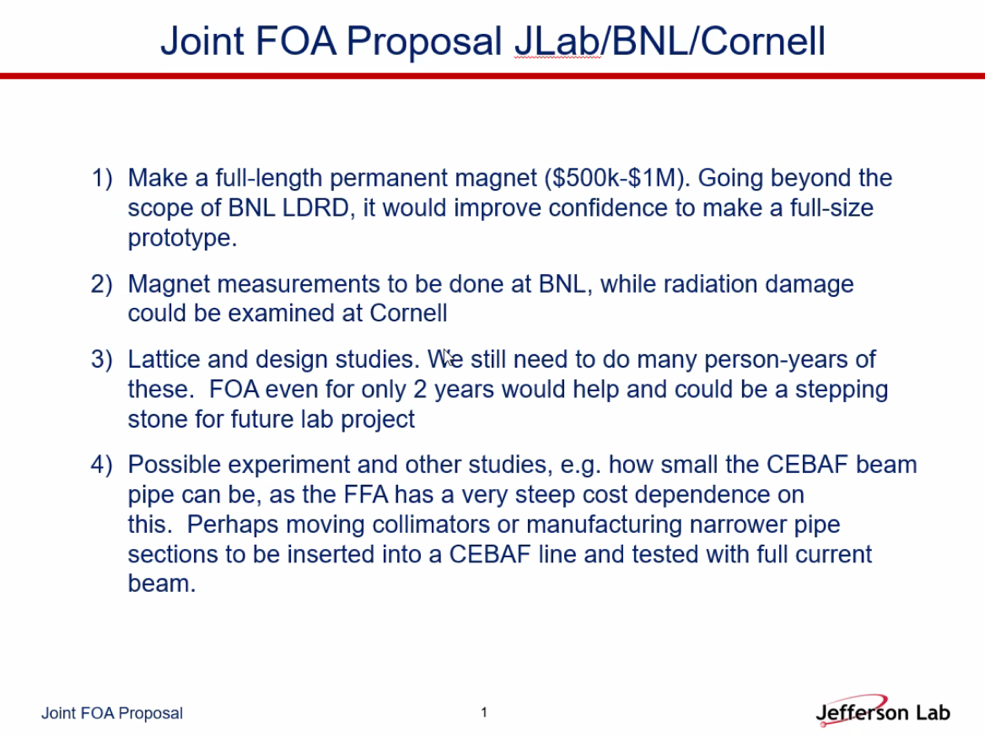 Joint FOA Proposal JLab/BNL/Cornell
1) Make a full-length permanent magnet ($500k-$1M). Going beyond the
scope of BNL LDRD, it would improve confidence to make a full-size
prototype.
2) Magnet measurements to be done at BNL, while radiation damage
could be examined at Cornell
3) Lattice and design studies. We still need to do many person-years of
these.  FOA even for only 2 years would help and could be a stepping
stone for future lab project
4) Possible experiment and other studies, e.g. how small the CEBAF beam
pipe can be, as the FFA has a very steep cost dependence on
this.  Perhaps moving collimators or manufacturing narrower pipe
sections to be inserted into a CEBAF line and tested with full current
beam.
Joint FOA Proposal
1
Jefferson Lab